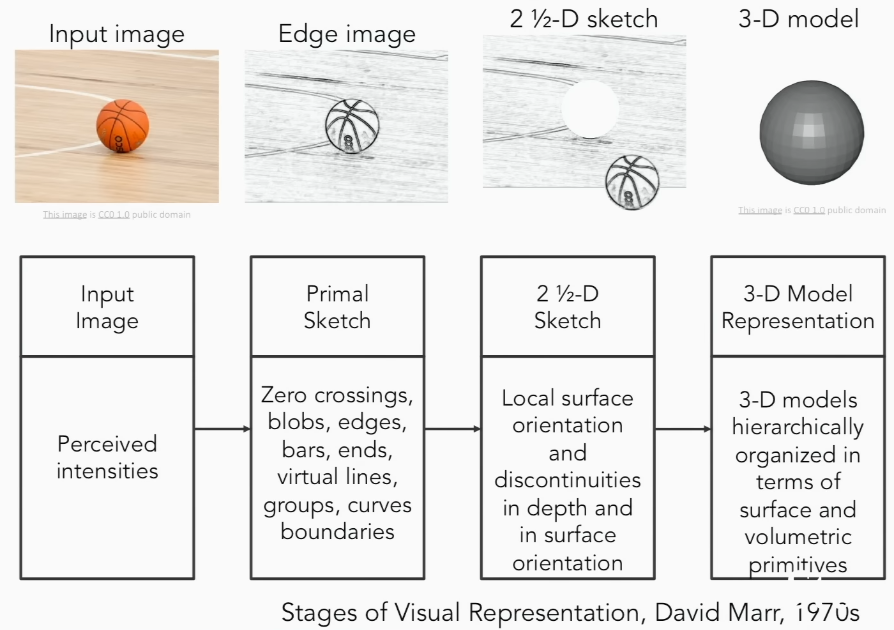 Input image
Edge image
2 ½-D sketch
3-D model
This image is CC0 1.0 public domain
This image is CC0 1.0 public domain
Input
Image
Perceived
intensities
Primal
Sketch
Zero crossings,
blobs, edges,
bars, ends,
virtual lines,
groups, curves
boundaries
2 ½-D
Sketch
Local surface
orientation
and
discontinuities
in depth and
in surface
orientation
3-D Model
Representation
3-D models
hierarchically
organized in
terms of
surface and
volumetric
primitives
Stages of Visual Representation, David Marr, 1970s